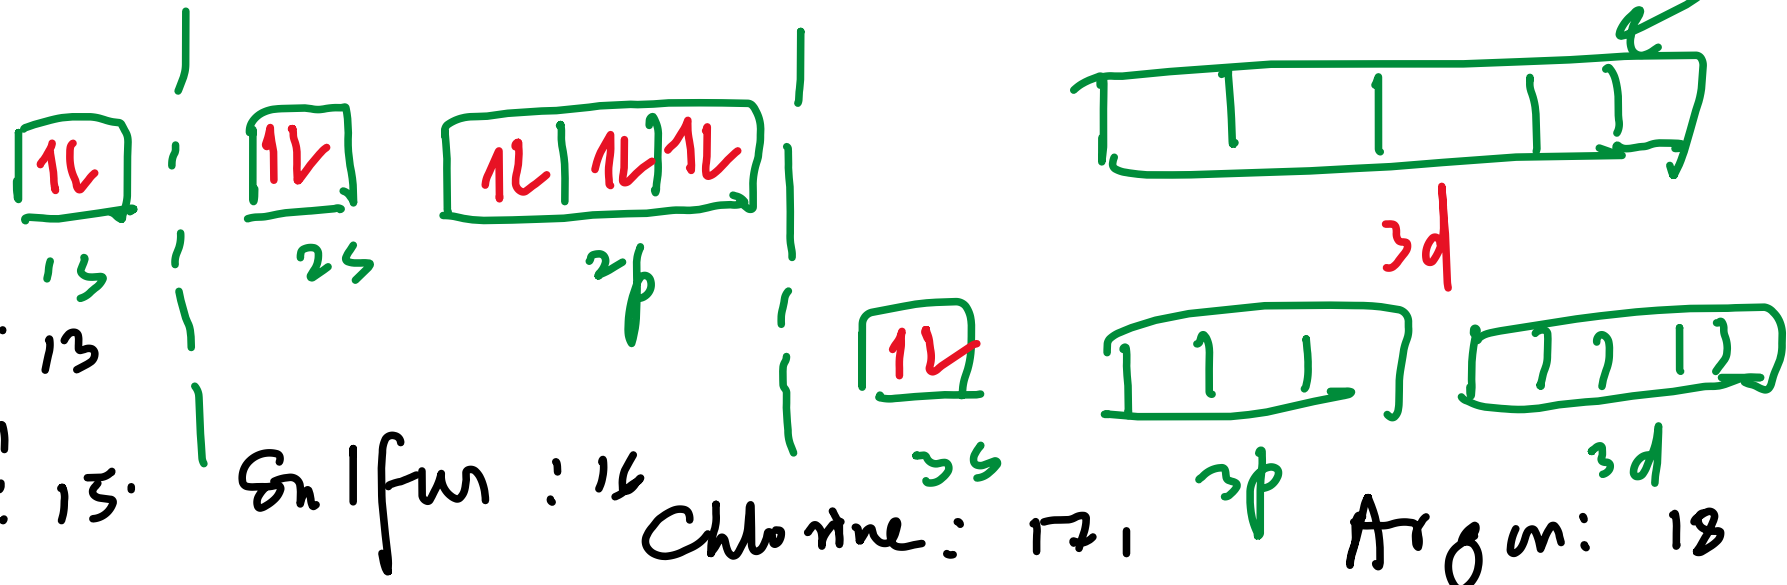 1s 2s 2p 3d
: 13
3s 3p 3d
: 15. Sulfur : 16
Chlorine: 17, Argon: 18